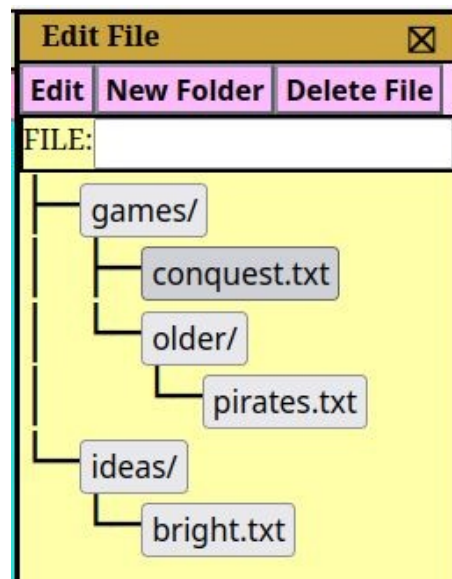 Edit File
Edit New Folder Delete File
FILE:
games/
conquest.txt
older/
pirates.txt
ideas/
bright.txt